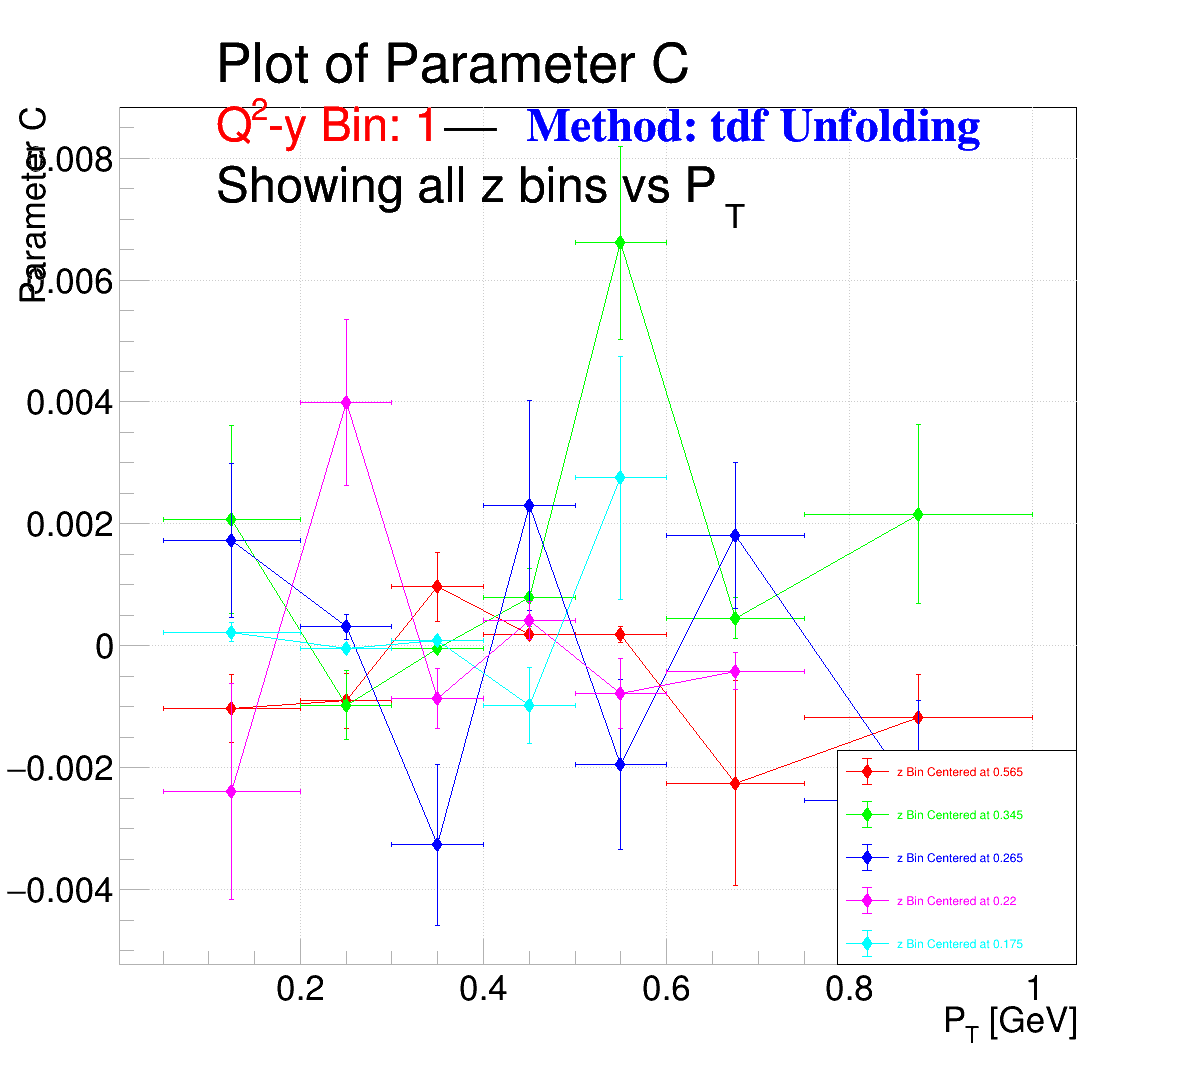 Plot of Parameter C
Q²-y Bin: 1— Method: tdf Unfolding
Showing all z bins vs P_T
Parameter C
0.008
0.006
0.004
0.002
0
−0.002
−0.004
z Bin Centered at 0.565
z Bin Centered at 0.345
z Bin Centered at 0.265
z Bin Centered at 0.22
z Bin Centered at 0.175
0.2 0.4 0.6 0.8 1
P_T [GeV]